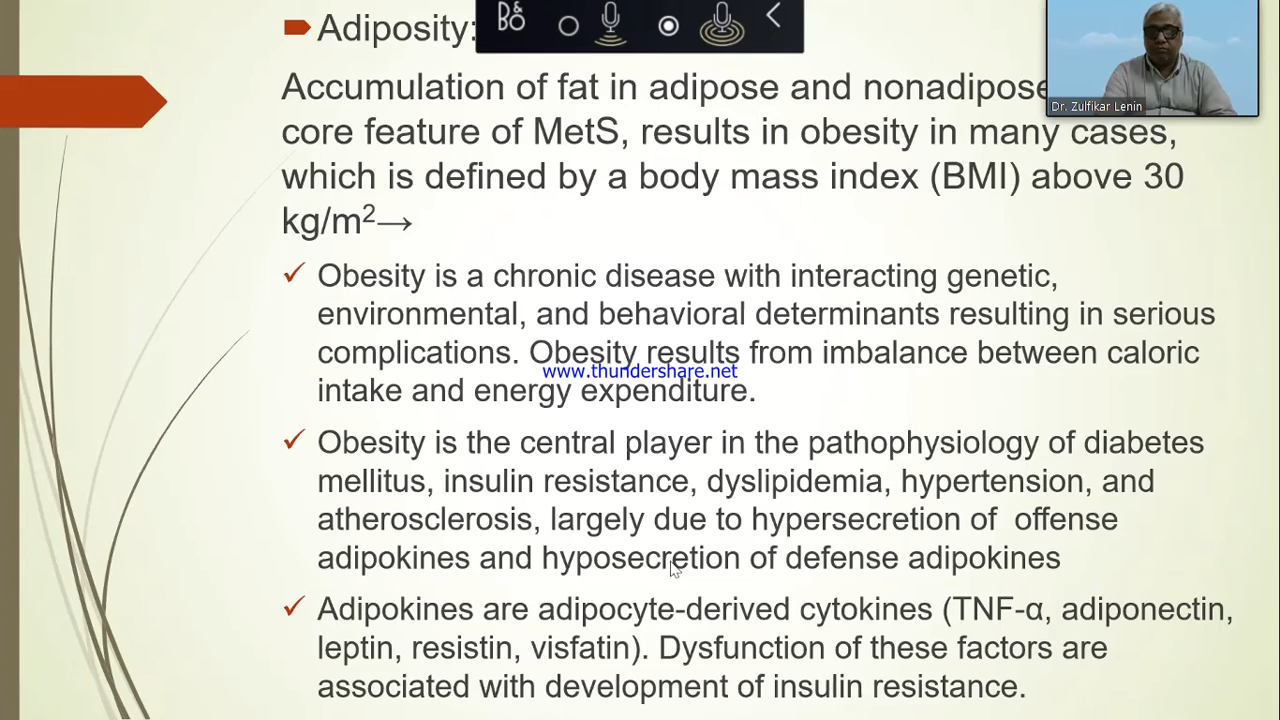 Adiposity:
Accumulation of fat in adipose and nonadipose
core feature of MetS, results in obesity in many cases,
which is defined by a body mass index (BMI) above 30
kg/m²→
Obesity is a chronic disease with interacting genetic,
environmental, and behavioral determinants resulting in serious
complications. Obesity results from imbalance between caloric
intake and energy expenditure.
Obesity is the central player in the pathophysiology of diabetes
mellitus, insulin resistance, dyslipidemia, hypertension, and
atherosclerosis, largely due to hypersecretion of offense
adipokines and hyposecretion of defense adipokines
Adipokines are adipocyte-derived cytokines (TNF-α, adiponectin,
leptin, resistin, visfatin). Dysfunction of these factors are
associated with development of insulin resistance.
www.thundershare.net
Dr. Zulfikar Lenin